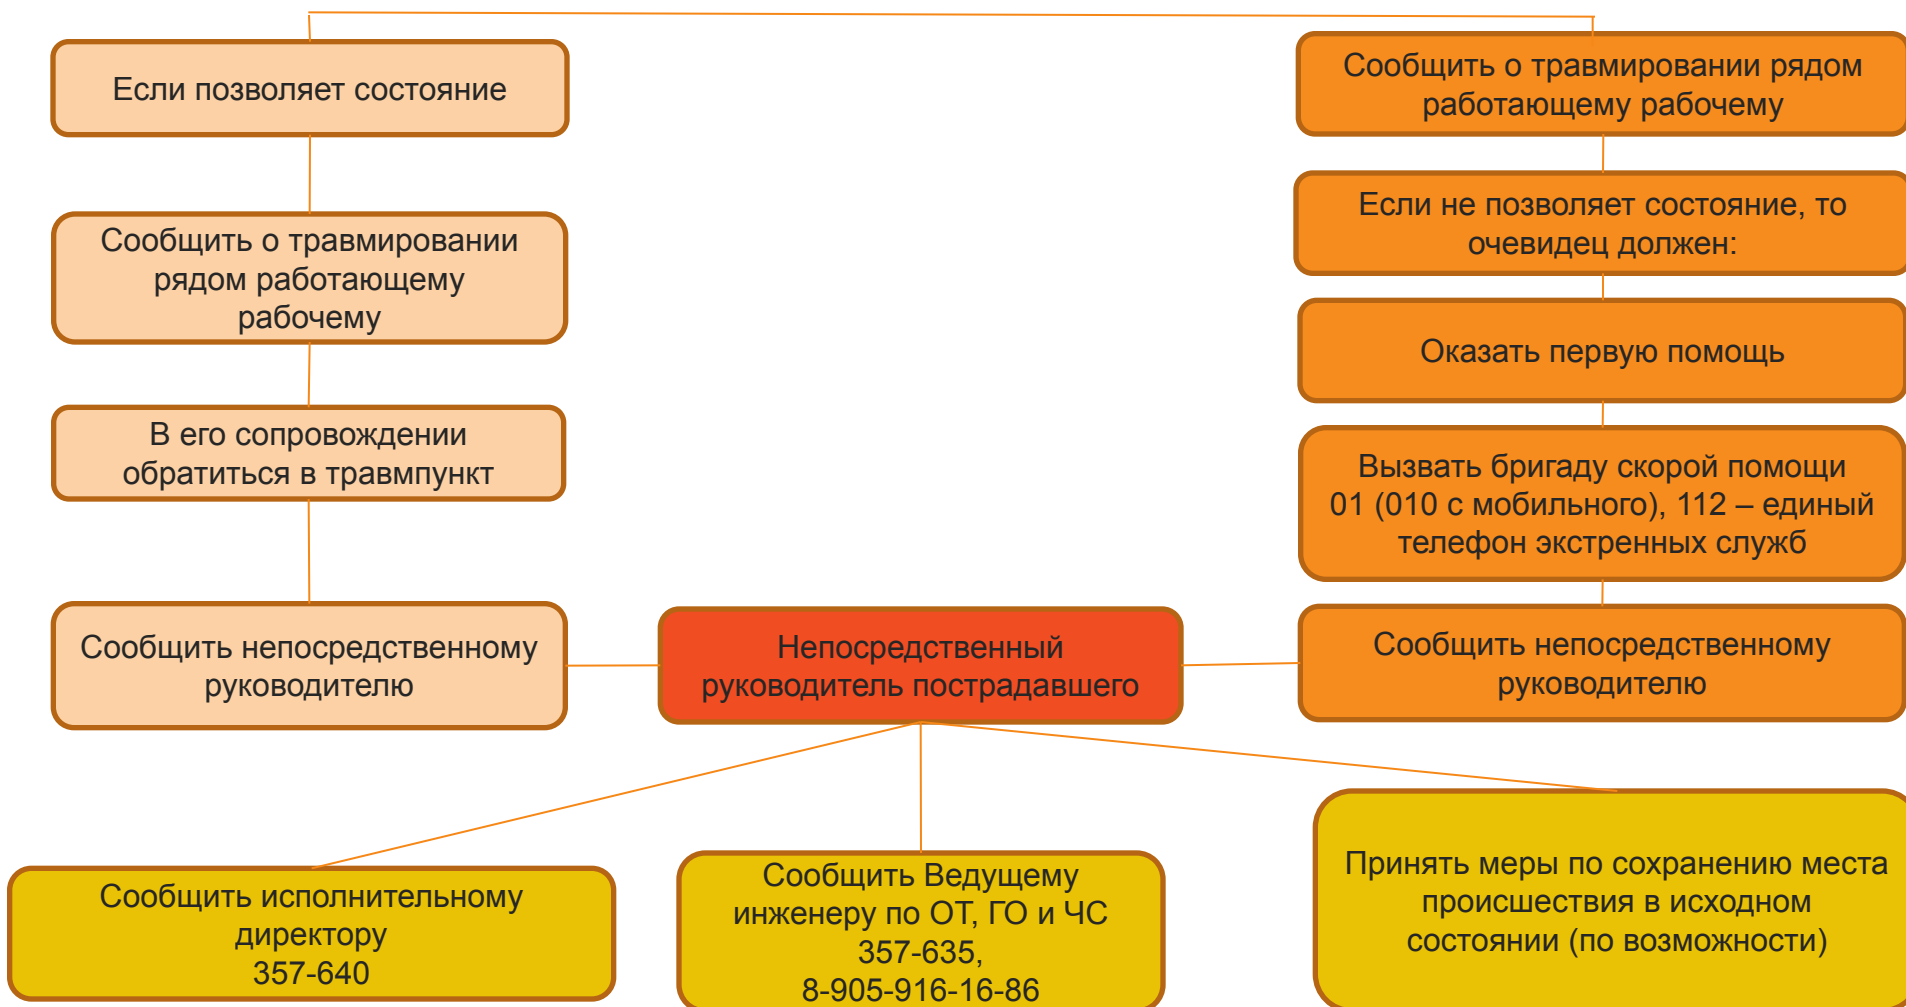 Если позволяет состояние
Сообщить о травмировании
рядом работающему
рабочему
В его сопровождении
обратиться в травмпункт
Сообщить непосредственному
руководителю
Сообщить о травмировании рядом
работающему рабочему
Если не позволяет состояние, то
очевидец должен:
Оказать первую помощь
Вызвать бригаду скорой помощи
01 (010 с мобильного), 112 – единый
телефон экстренных служб
Сообщить непосредственному
руководителю
Непосредственный
руководитель пострадавшего
Сообщить исполнительному
директору
357-640
Сообщить Ведущему
инженеру по ОТ, ГО и ЧС
357-635,
8-905-916-16-86
Принять меры по сохранению места
происшествия в исходном
состоянии (по возможности)